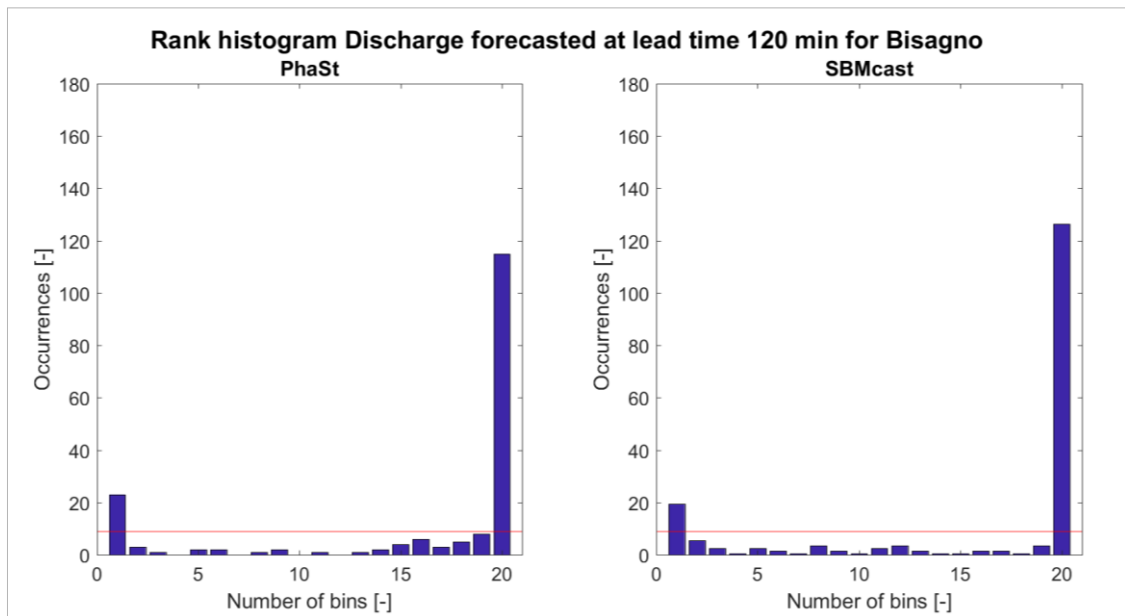 Rank histogram Discharge forecasted at lead time 120 min for Bisagno
PhaSt
SBMcast
180
160
140
120
100
80
60
40
20
0
Occurrences [-]
0 5 10 15 20
Number of bins [-]
180
160
140
120
100
80
60
40
20
0
Occurrences [-]
0 5 10 15 20
Number of bins [-]